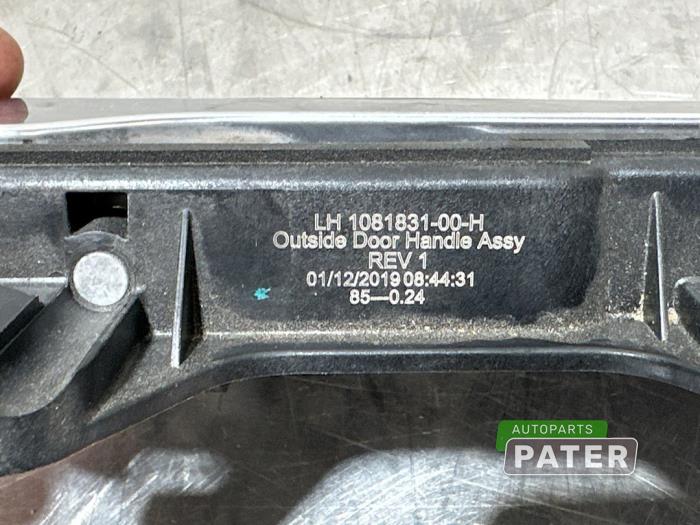 LH 1081831-00-H
Outside Door Handle Assy
REV 1
01/12/2019 08:44:31
85—0.24
AUTOPARTS
PATER